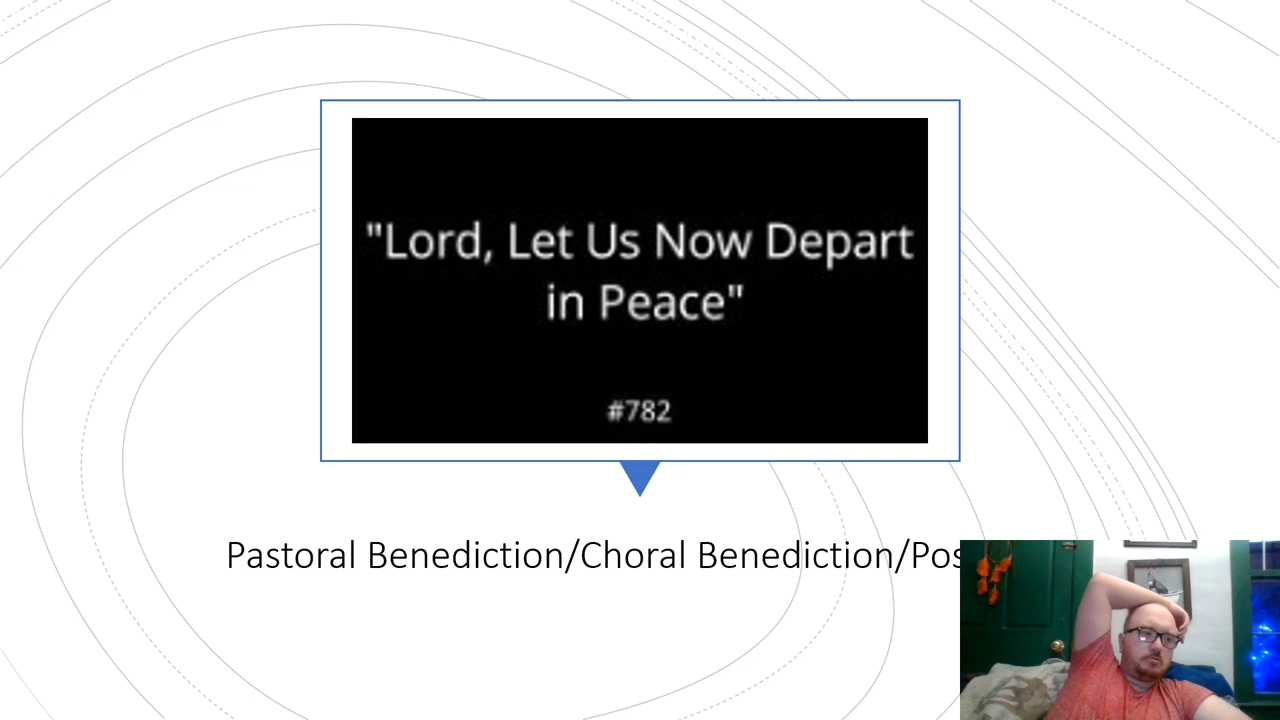 "Lord, Let Us Now Depart
in Peace"
#782
Pastoral Benediction/Choral Benediction/Pos